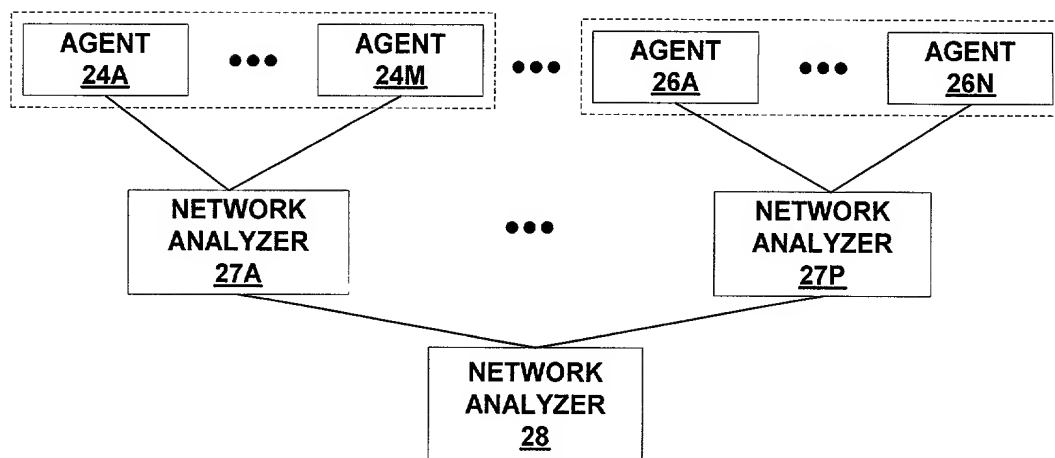 AGENT
24A
AGENT
24M
AGENT
26A
AGENT
26N
NETWORK
ANALYZER
27A
NETWORK
ANALYZER
27P
NETWORK
ANALYZER
28